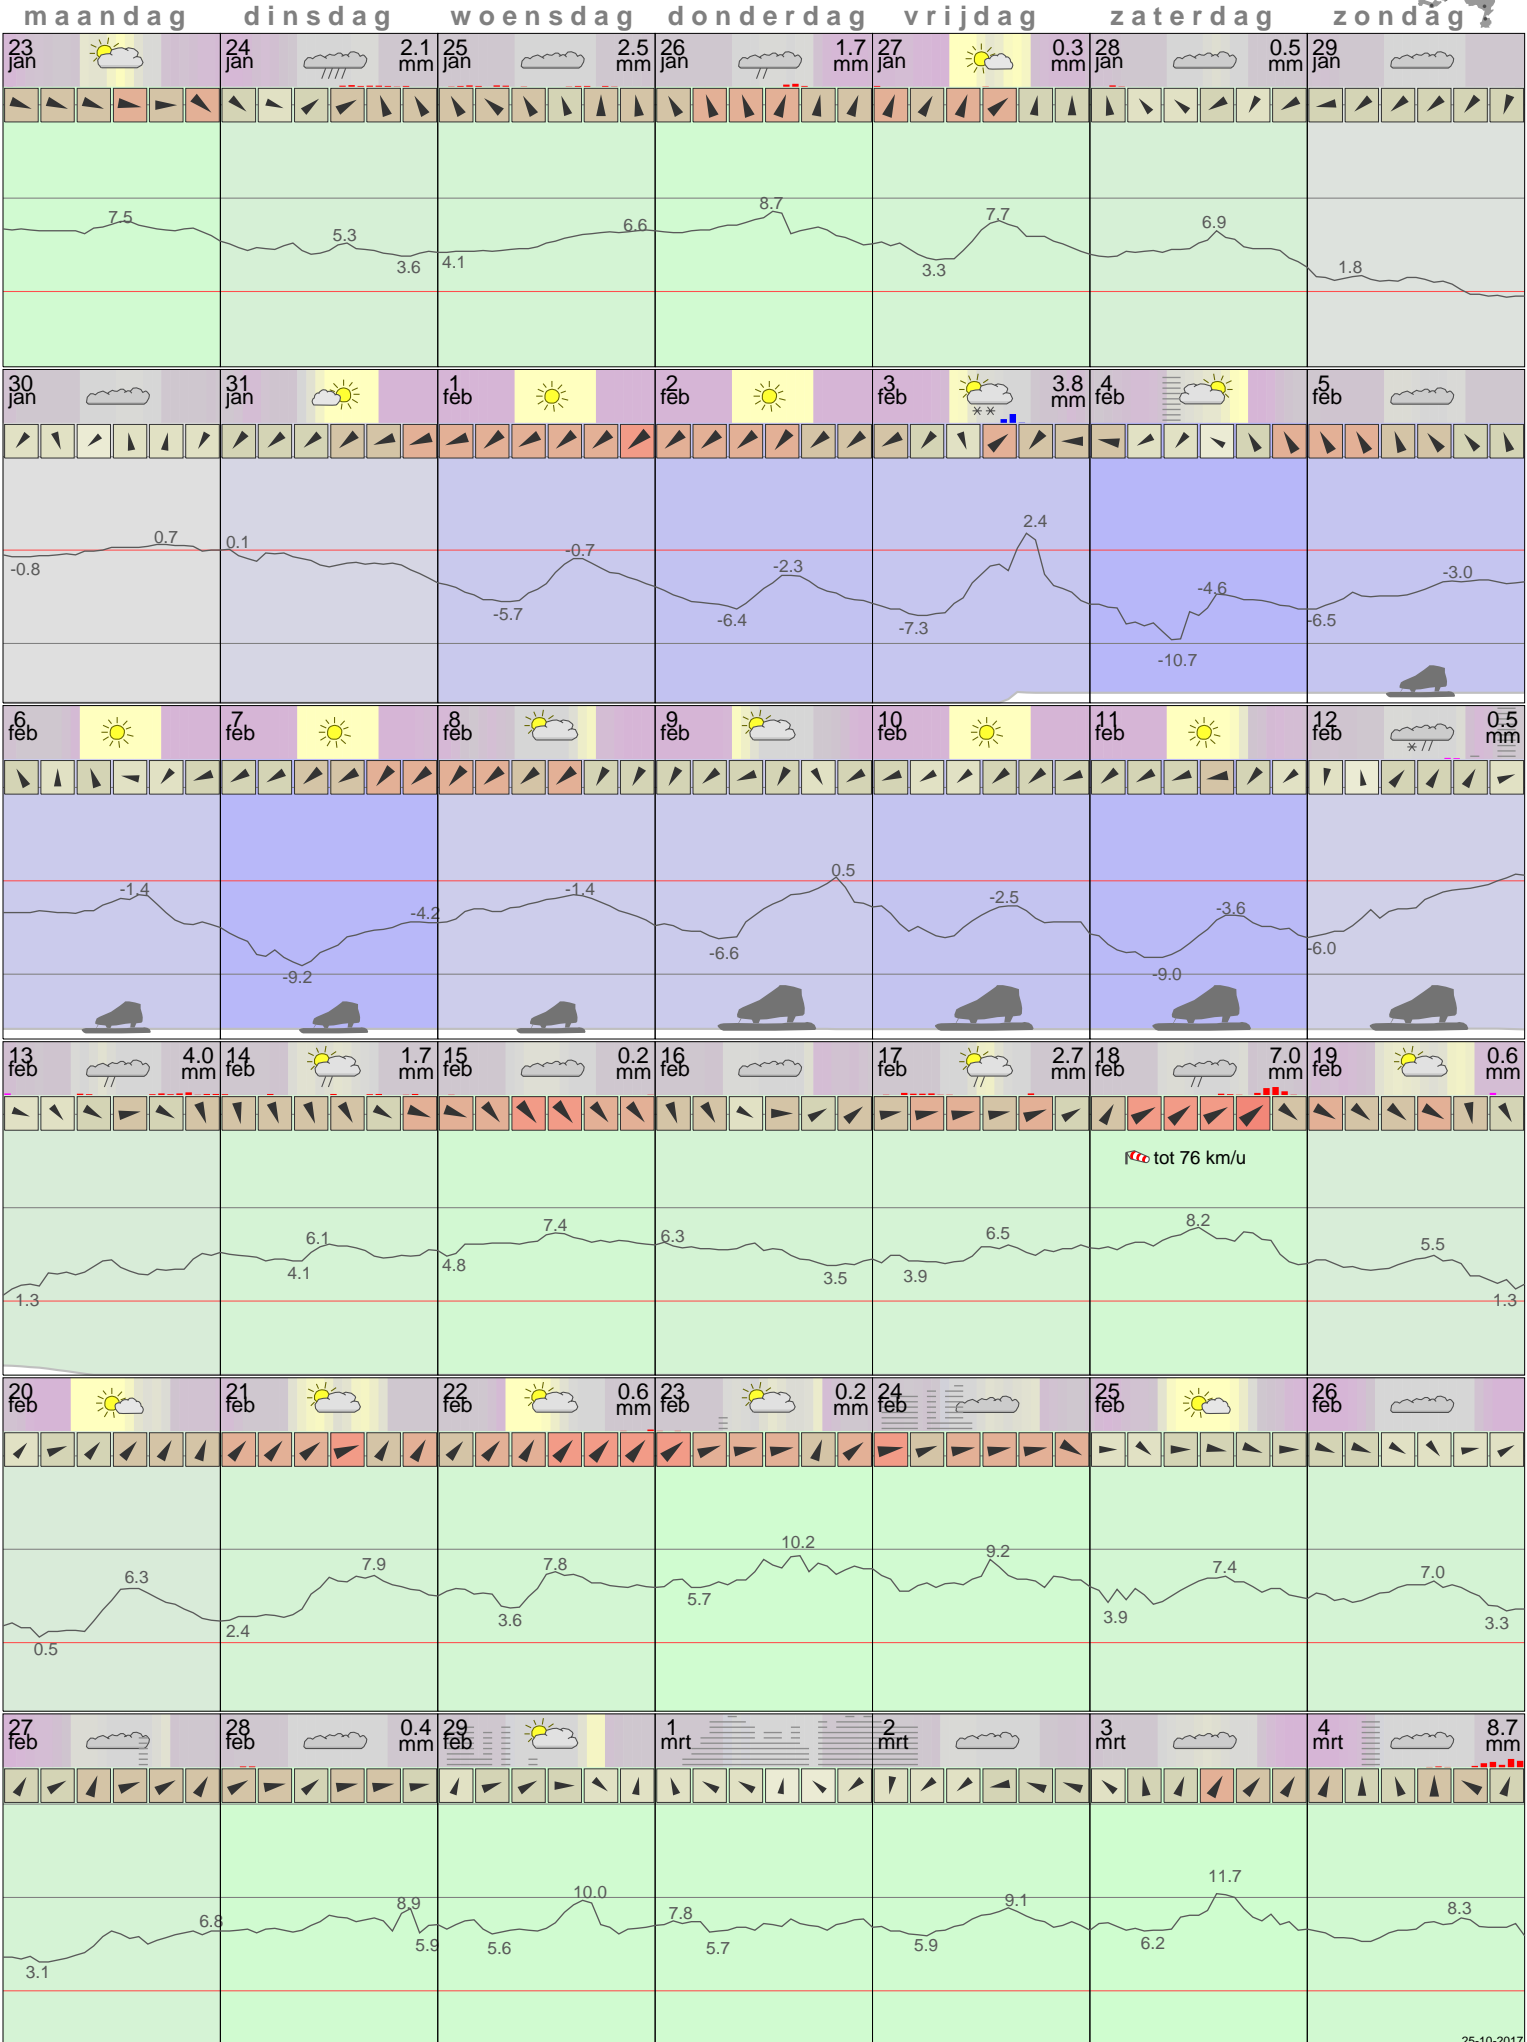 maandag dinsdag woensdag donderdag vrijdag zaterdag zondag
23 jan
24 jan 2.1 mm
25 jan 2.5 mm
26 jan 1.7 mm
27 jan 0.3 mm
28 jan 0.5 mm
29 jan
7.5
5.3 3.6
4.1 6.6
8.7
3.3 7.7
6.9
1.8
30 jan
31 jan
1 feb
2 feb
3 feb 3.8 mm
4 feb
5 feb
-0.8 0.7
0.1
-5.7 -0.7
-6.4 -2.3
-7.3 2.4
-10.7 -4.6
-6.5 -3.0
6 feb
7 feb
8 feb
9 feb
10 feb
11 feb
12 feb 0.5 mm
-1.4
-9.2 -4.2
-1.4
-6.6 0.5
-2.5
-9.0 -3.6
-6.0
13 feb 4.0 mm
14 feb 1.7 mm
15 feb 0.2 mm
16 feb
17 feb 2.7 mm
18 feb 7.0 mm
19 feb 0.6 mm
tot 76 km/u
1.3
4.1 6.1
4.8 7.4
6.3 3.5
3.9 6.5
8.2
5.5 1.3
20 feb
21 feb
22 feb 0.6 mm
23 feb 0.2 mm
24 feb
25 feb
26 feb
0.5 6.3
2.4 7.9
3.6 7.8
5.7 10.2
9.2
3.9 7.4
7.0 3.3
27 feb
28 feb 0.4 mm
29 feb
1 mrt
2 mrt
3 mrt
4 mrt 8.7 mm
3.1 6.8
8.9 5.9
5.6 10.0
7.8 5.7
5.9 9.1
6.2 11.7
8.3
25-10-2017